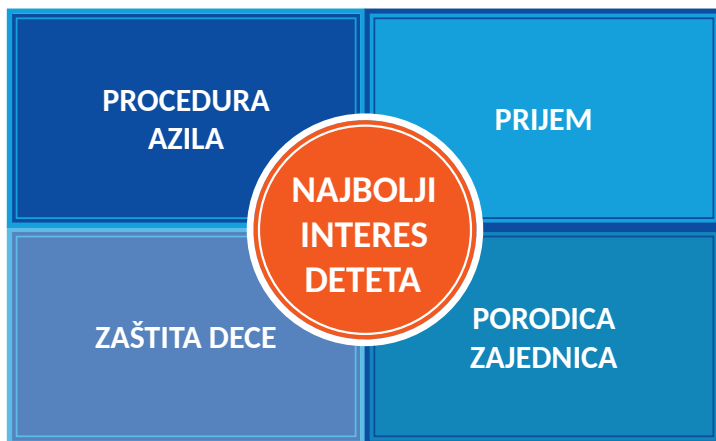 PROCEDURA
AZILA
PRIJEM
NAJBOLJI
INTERES
DETETA
ZAŠTITA DECE
PORODICA
ZAJEDNICA